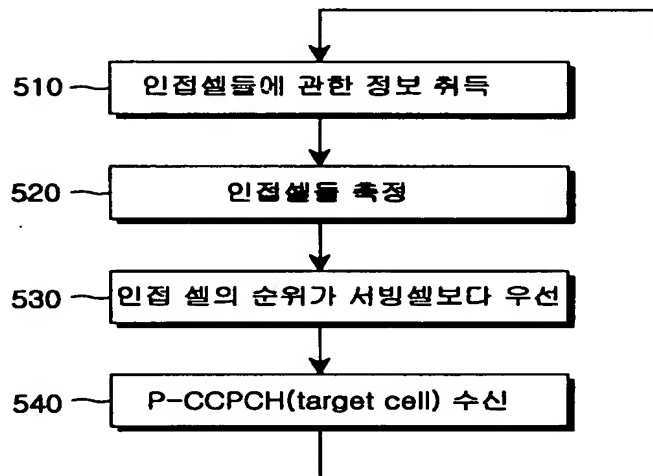 510 인접셀들에 관한 정보 취득
520 인접셀들 측정
530 인접 셀의 순위가 서빙셀보다 우선
540 P-CCPCH(target cell) 수신